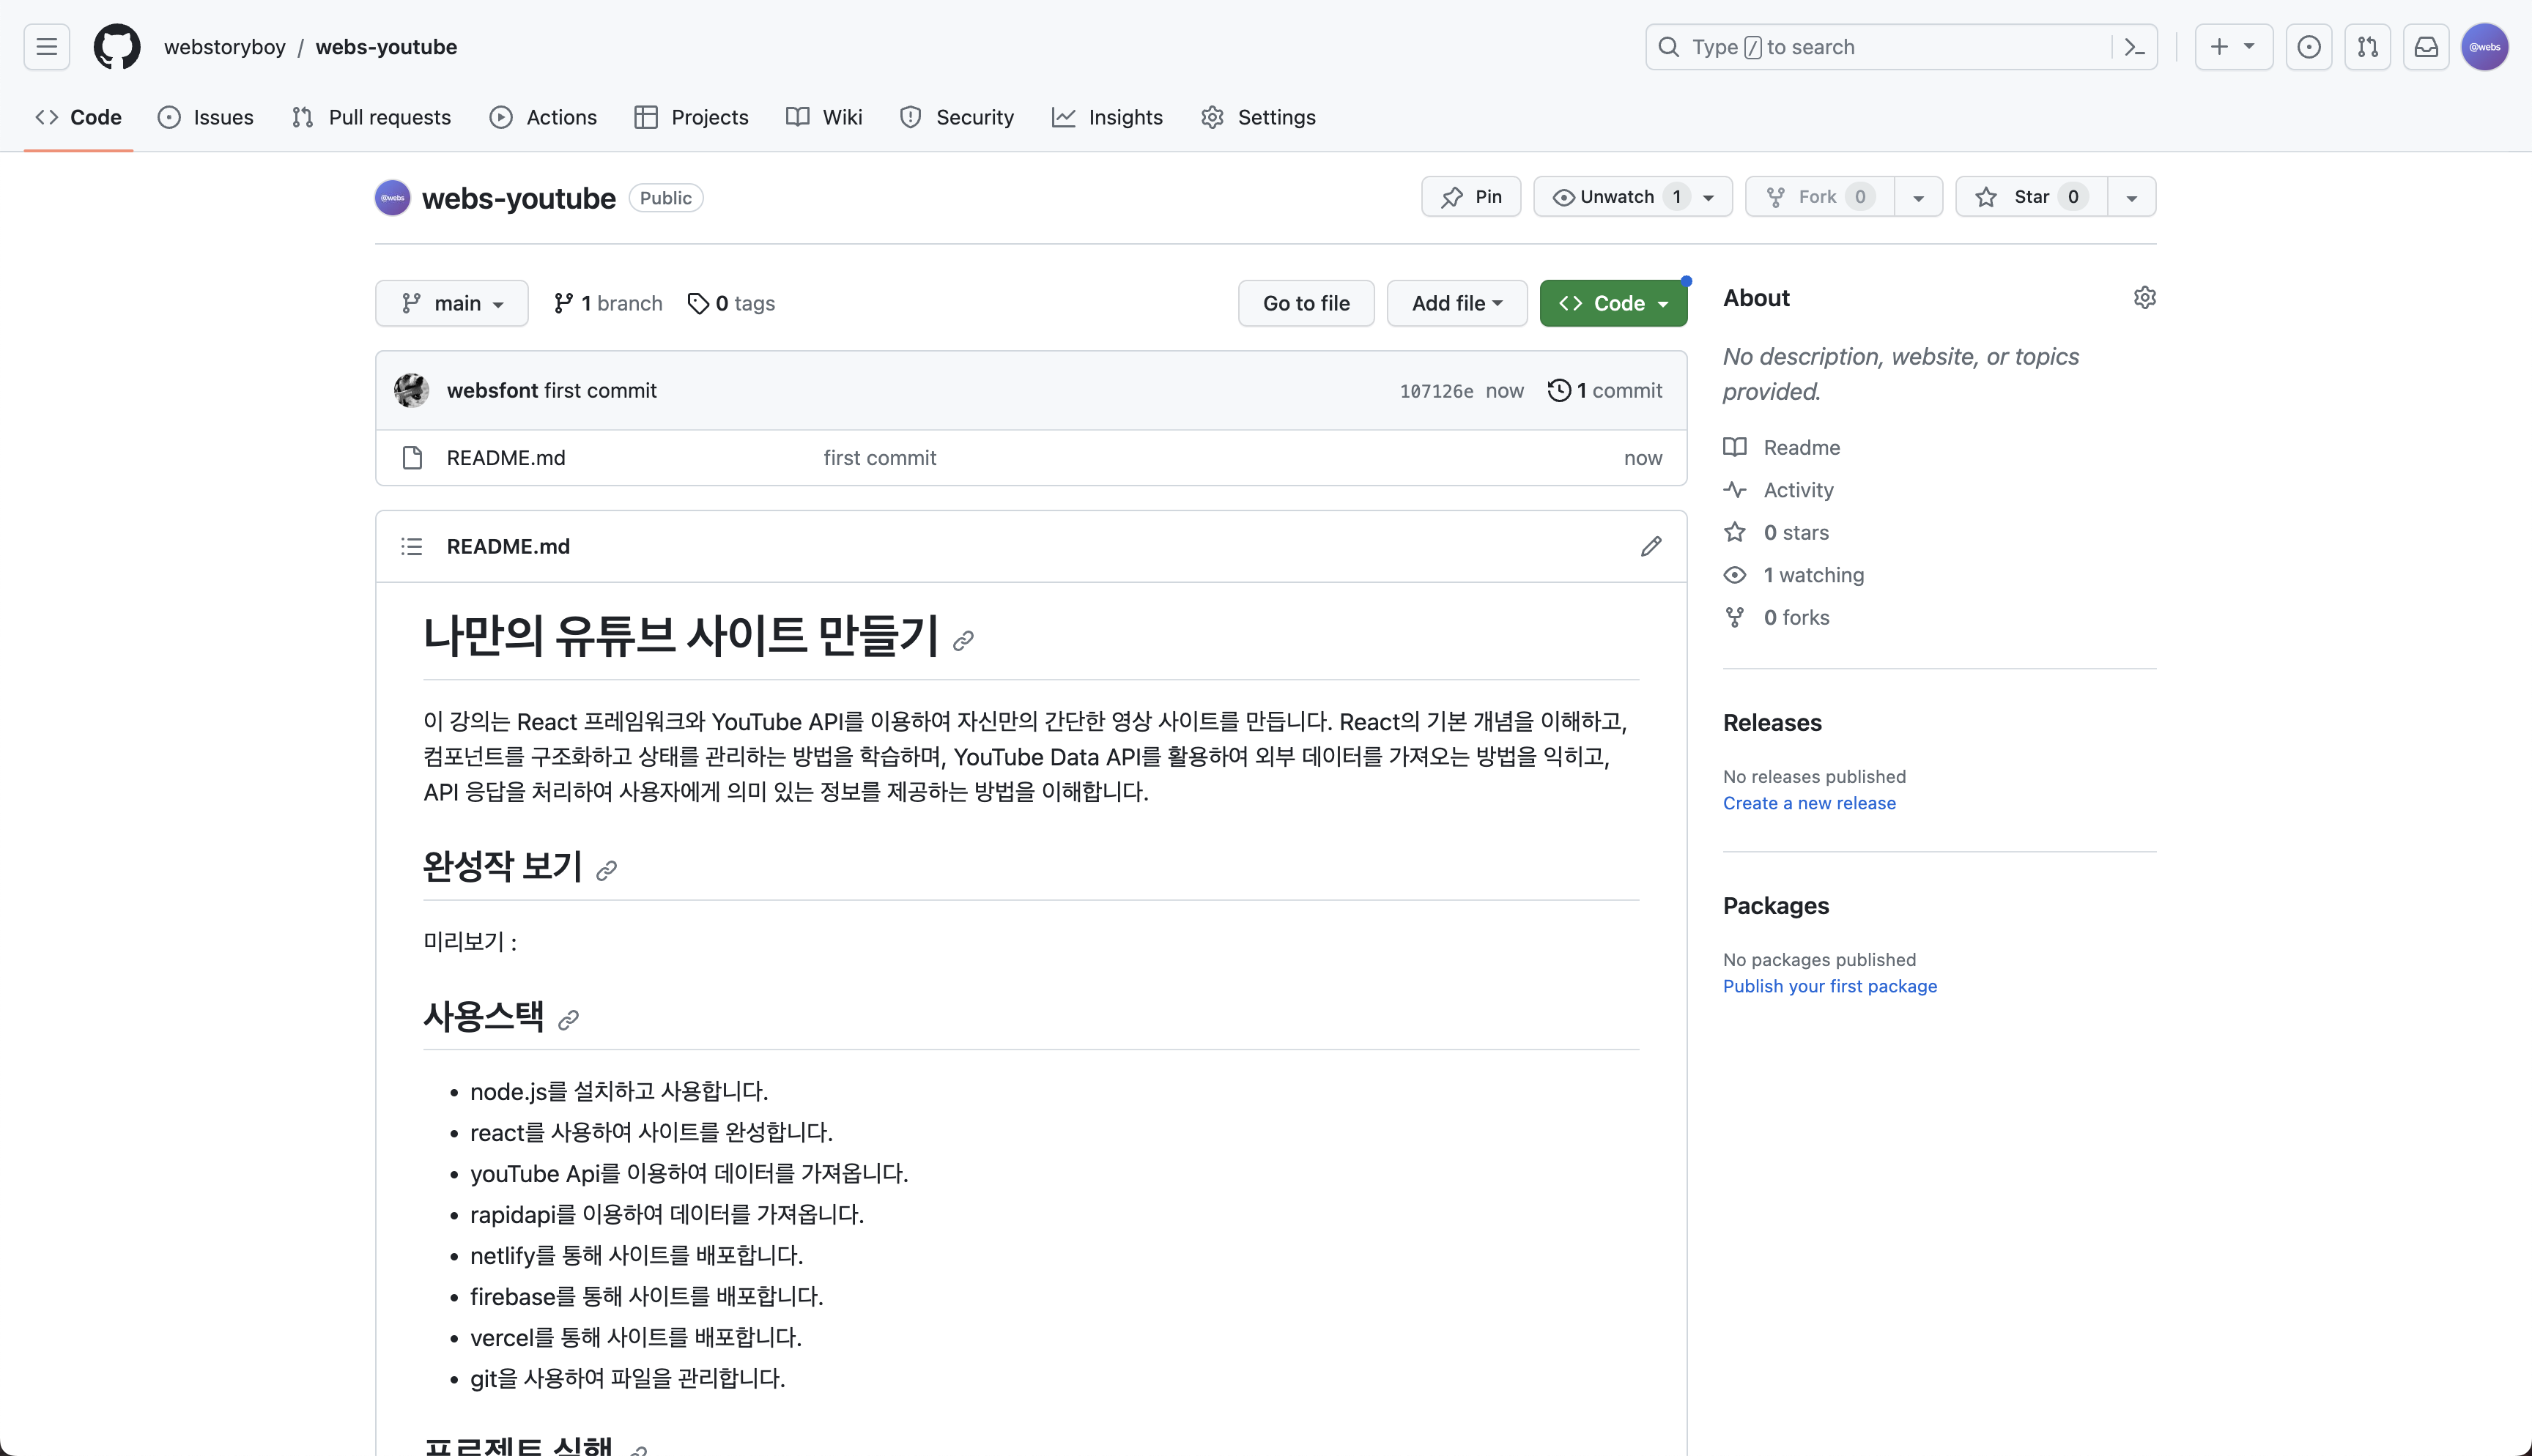 webstoryboy / webs-youtube
Type / to search
@webs
Code
Issues
Pull requests
Actions
Projects
Wiki
Security
Insights
Settings
@webs
webs-youtube
Public
Pin
Unwatch 1
Fork 0
Star 0
main
1 branch
0 tags
Go to file
Add file
Code
websfont first commit
107126e now
1 commit
README.md first commit now
README.md
나만의 유튜브 사이트 만들기
이 강의는 React 프레임워크와 YouTube API를 이용하여 자신만의 간단한 영상 사이트를 만듭니다. React의 기본 개념을 이해하고,
컴포넌트를 구조화하고 상태를 관리하는 방법을 학습하며, YouTube Data API를 활용하여 외부 데이터를 가져오는 방법을 익히고,
API 응답을 처리하여 사용자에게 의미 있는 정보를 제공하는 방법을 이해합니다.
완성작 보기
미리보기 :
사용스택
node.js를 설치하고 사용합니다.
react를 사용하여 사이트를 완성합니다.
youTube Api를 이용하여 데이터를 가져옵니다.
rapidapi를 이용하여 데이터를 가져옵니다.
netlify를 통해 사이트를 배포합니다.
firebase를 통해 사이트를 배포합니다.
vercel를 통해 사이트를 배포합니다.
git을 사용하여 파일을 관리합니다.
프로젝트 실행
About
No description, website, or topics
provided.
Readme
Activity
0 stars
1 watching
0 forks
Releases
No releases published
Create a new release
Packages
No packages published
Publish your first package